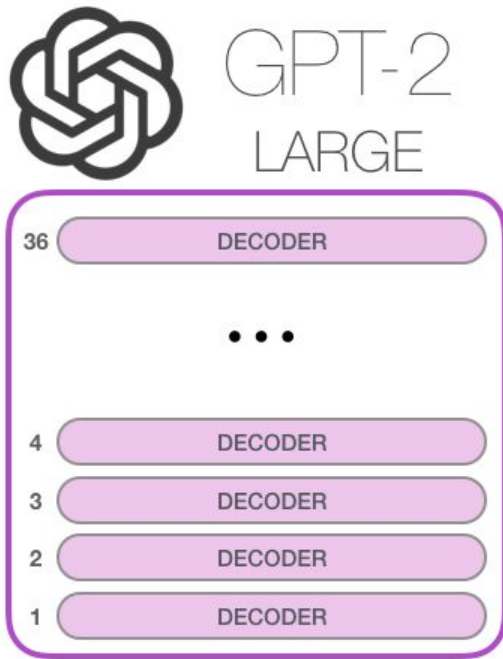 GPT-2
LARGE
36 DECODER
...
4 DECODER
3 DECODER
2 DECODER
1 DECODER